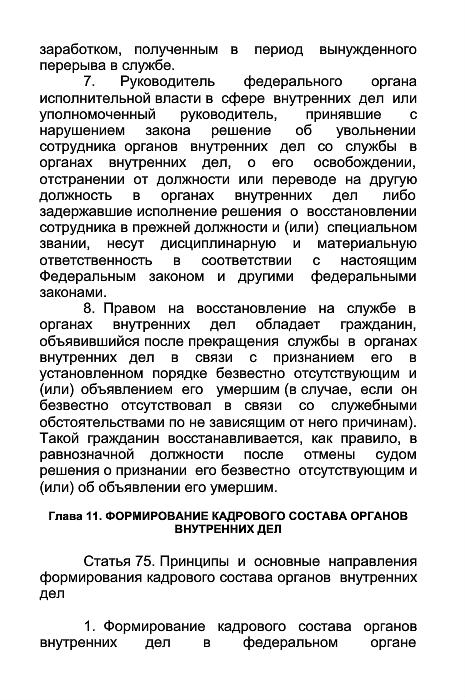 заработком, полученным в период вынужденного
перерыва в службе.
7. Руководитель федерального органа
исполнительной власти в сфере внутренних дел или
уполномоченный руководитель, принявшие с
нарушением закона решение об увольнении
сотрудника органов внутренних дел со службы в
органах внутренних дел, о его освобождении,
отстранении от должности или переводе на другую
должность в органах внутренних дел либо
задержавшие исполнение решения о восстановлении
сотрудника в прежней должности и (или) специальном
звании, несут дисциплинарную и материальную
ответственность в соответствии с настоящим
Федеральным законом и другими федеральными
законами.
8. Правом на восстановление на службе в
органах внутренних дел обладает гражданин,
объявившийся после прекращения службы в органах
внутренних дел в связи с признанием его в
установленном порядке безвестно отсутствующим и
(или) объявлением его умершим (в случае, если он
безвестно отсутствовал в связи со служебными
обстоятельствами по не зависящим от него причинам).
Такой гражданин восстанавливается, как правило, в
равнозначной должности после отмены судом
решения о признании его безвестно отсутствующим и
(или) об объявлении его умершим.
Глава 11. ФОРМИРОВАНИЕ КАДРОВОГО СОСТАВА ОРГАНОВ
ВНУТРЕННИХ ДЕЛ
Статья 75. Принципы и основные направления
формирования кадрового состава органов внутренних
дел
1. Формирование кадрового состава органов
внутренних дел в федеральном органе